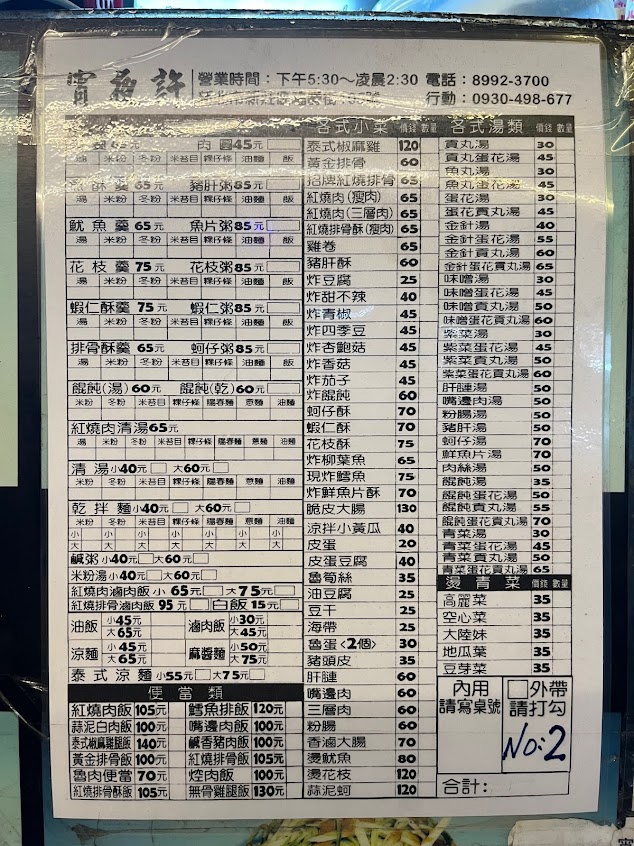 實夜許
營業時間：下午5:30～凌晨2:30 電話：8992-3700
行動：0930-498-677
肉圓45元
湯 米粉 冬粉 米苔目 粿仔條 油麵 飯
酥羹65元 豬肝粥85元
湯 米粉 冬粉 米苔目 粿仔條 油麵 飯
魷魚羹65元 魚片粥85元
湯 米粉 冬粉 米苔目 粿仔條 油麵 飯
花枝羹75元 花枝粥85元
湯 米粉 冬粉 米苔目 粿仔條 油麵 飯
蝦仁酥羹75元 蝦仁粥85元
湯 米粉 冬粉 米苔目 粿仔條 油麵 飯
排骨酥羹65元 蚵仔粥85元
湯 米粉 冬粉 米苔目 粿仔條 油麵 飯
餛飩(湯)60元 餛飩(乾)60元
米粉 冬粉 米苔目 粿仔條 陽春麵 意麵 油麵
紅燒肉清湯65元
湯 米粉 冬粉 米苔目 粿仔條 陽春麵 意麵 油麵
清湯小40元 大60元
米粉 冬粉 米苔目 粿仔條 陽春麵 意麵 油麵
乾拌麵小40元 大60元
米粉 冬粉 米苔目 粿仔條 陽春麵 意麵 油麵
小 小 小 小 小 小 小
大 大 大 大 大 大 大
鹹粥小40元 大60元
米粉湯小40元 大60元
紅燒肉滷肉飯 小65元 大75元
紅燒排骨滷肉飯 95元 白飯15元
油飯 小45元 大65元 滷肉飯 小30元 大45元
涼麵 小45元 大65元 麻醬麵 小50元 大75元
泰式涼麵小55元 大75元
便當類
紅燒肉飯 105元 鱈魚排飯 120元
蒜泥白肉飯 100元 嘴邊肉飯 100元
泰式椒麻雞腿飯 140元 鹹香豬肉飯 100元
黃金排骨飯 100元 紅燒排骨飯 105元
魯肉便當 70元 焢肉飯 100元
紅燒排骨酥飯 105元 無骨雞腿飯 130元
各式小菜 價錢 數量
泰式椒麻雞 120
黃金排骨 60
招牌紅燒排骨 65
紅燒肉(瘦肉) 65
紅燒肉(三層肉) 65
紅燒排骨酥(瘦肉) 65
雞卷 65
豬肝酥 60
炸豆腐 25
炸甜不辣 40
炸青椒 45
炸四季豆 45
炸杏鮑菇 45
炸香菇 45
炸茄子 45
炸餛飩 60
蚵仔酥 70
蝦仁酥 70
花枝酥 75
炸柳葉魚 65
現炸鱈魚 75
炸鮮魚片酥 70
脆皮大腸 130
涼拌小黃瓜 40
皮蛋 20
皮蛋豆腐 40
魯筍絲 35
油豆腐 25
豆干 25
海帶 25
魯蛋<2個> 30
豬頭皮 35
肝脏 60
嘴邊肉 60
三層肉 60
粉腸 60
香滷大腸 70
燙魷魚 80
燙花枝 120
蒜泥蚵 120
各式湯類 價錢 數量
貢丸湯 30
貢丸蛋花湯 45
魚丸湯 30
魚丸蛋花湯 45
蛋花湯 30
蛋花貢丸湯 45
金針湯 40
金針蛋花湯 55
金針貢丸湯 60
金針蛋花貢丸湯 65
味噌湯 30
味噌蛋花湯 45
味噌貢丸湯 50
味噌蛋花貢丸湯 60
紫菜湯 30
紫菜蛋花湯 45
紫菜貢丸湯 50
紫菜蛋花貢丸湯 60
肝脏湯 50
嘴邊肉湯 50
粉腸湯 50
豬肝湯 50
蚵仔湯 70
鮮魚片湯 70
肉絲湯 50
餛飩湯 35
餛飩蛋花湯 50
餛飩貢丸湯 55
餛飩蛋花貢丸湯 70
青菜湯 30
青菜蛋花湯 45
青菜貢丸湯 50
青菜蛋花貢丸湯 65
燙青菜 價錢 數量
高麗菜 35
空心菜 35
大陸妹 35
地瓜葉 35
豆芽菜 35
內用 請寫桌號
外帶 請打勾
No:2
合計：